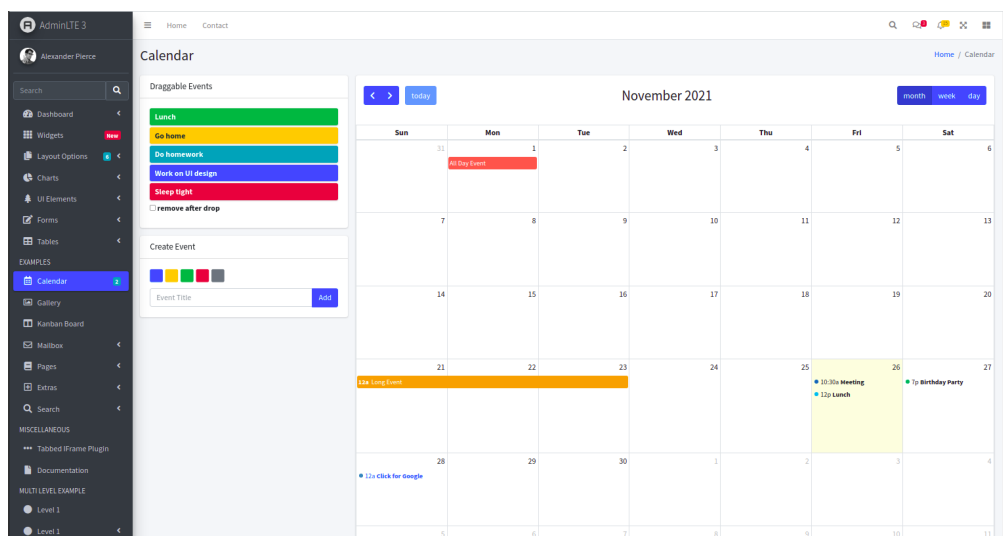 AdminLTE 3
Home Contact
Alexander Pierce
Search
Dashboard
Widgets New
Layout Options 6
Charts
UI Elements
Forms
Tables
EXAMPLES
Calendar 2
Gallery
Kanban Board
Mailbox
Pages
Extras
Search
MISCELLANEOUS
Tabbed IFrame Plugin
Documentation
MULTI LEVEL EXAMPLE
Level 1
Level 1
Calendar
Home / Calendar
Draggable Events
Lunch
Go home
Do homework
Work on UI design
Sleep tight
remove after drop
Create Event
Event Title Add
today
November 2021
month week day
Sun Mon Tue Wed Thu Fri Sat
31 1 2 3 4 5 6
All Day Event
7 8 9 10 11 12 13
14 15 16 17 18 19 20
21 22 23 24 25 26 27
12a Long Event
10:30a Meeting
12p Lunch
7p Birthday Party
28 29 30 1 2 3 4
12a Click for Google
5 6 7 8 9 10 11